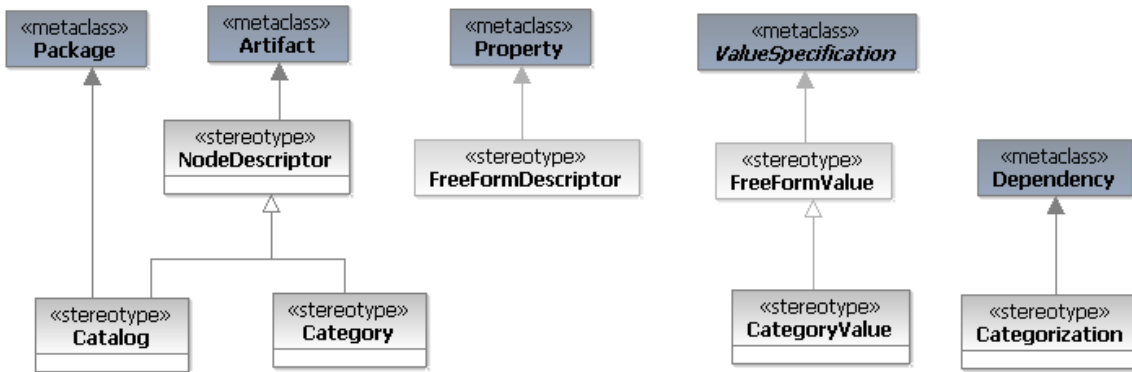 «metaclass»
Package
«metaclass»
Artifact
«metaclass»
Property
«metaclass»
ValueSpecification
«stereotype»
NodeDescriptor
«stereotype»
FreeFormDescriptor
«stereotype»
FreeFormValue
«metaclass»
Dependency
«stereotype»
Catalog
«stereotype»
Category
«stereotype»
CategoryValue
«stereotype»
Categorization